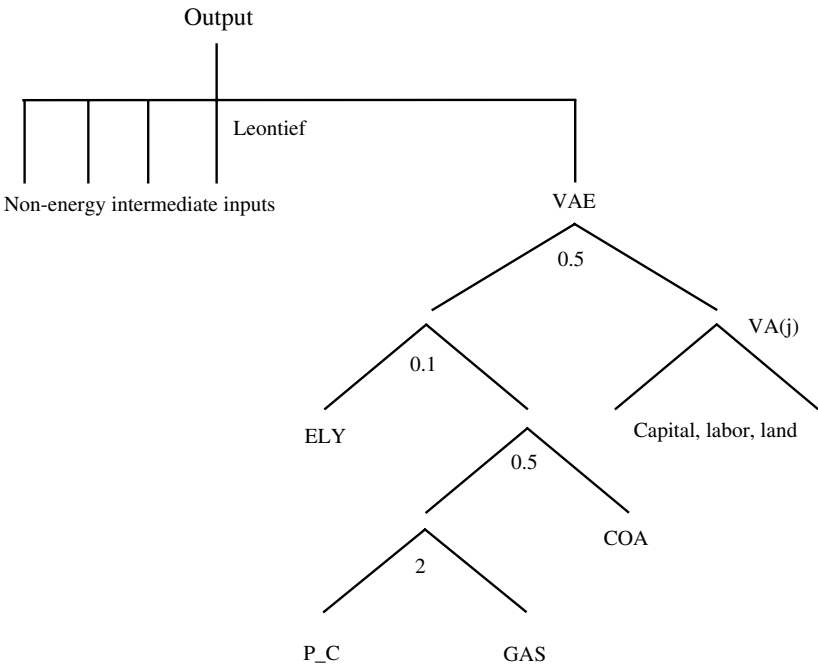 Output
Leontief
Non-energy intermediate inputs
VAE
0.5
VA(j)
0.1
ELY
Capital, labor, land
0.5
COA
2
P_C
GAS